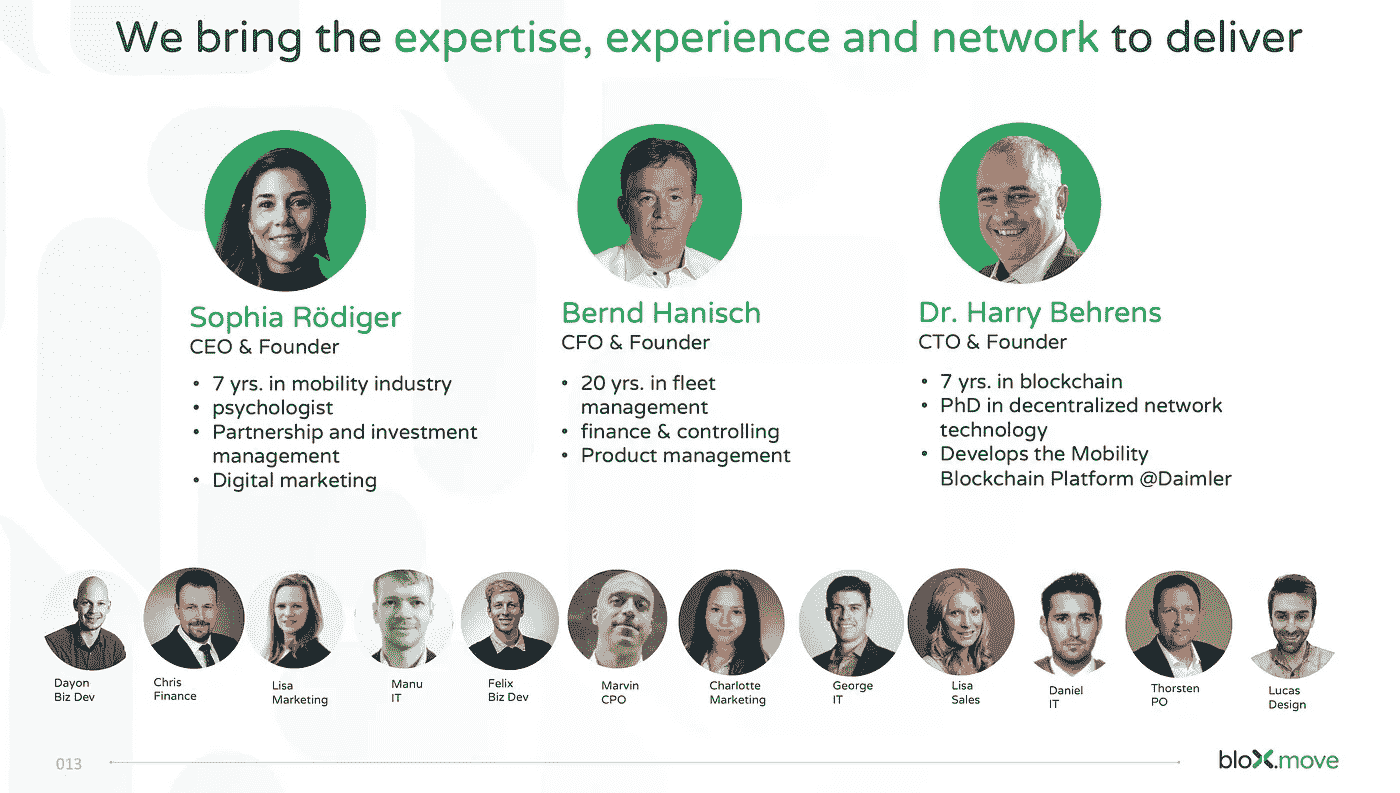 We bring the expertise, experience and network to deliver
Sophia Rödiger
CEO & Founder
• 7 yrs. in mobility industry
• psychologist
• Partnership and investment
management
• Digital marketing
Bernd Hanisch
CFO & Founder
• 20 yrs. in fleet
management
• finance & controlling
• Product management
Dr. Harry Behrens
CTO & Founder
• 7 yrs. in blockchain
• PhD in decentralized network
technology
• Develops the Mobility
Blockchain Platform @Daimler
Dayon
Biz Dev
Chris
Finance
Lisa
Marketing
Manu
IT
Felix
Biz Dev
Marvin
CPO
Charlotte
Marketing
George
IT
Lisa
Sales
Daniel
IT
Thorsten
PO
Lucas
Design
013
bloX.move